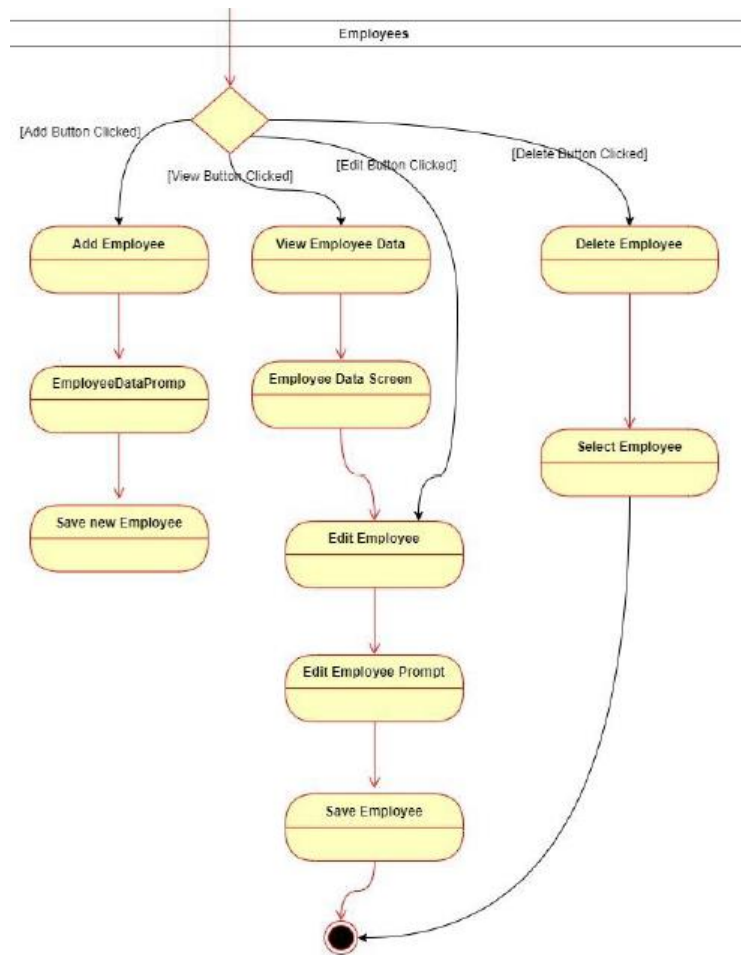 Employees
[Add Button Clicked]
[View Button Clicked]
[Edit Button Clicked]
[Delete Button Clicked]
Add Employee
View Employee Data
Delete Employee
EmployeeDataPromp
Employee Data Screen
Select Employee
Save new Employee
Edit Employee
Edit Employee Prompt
Save Employee